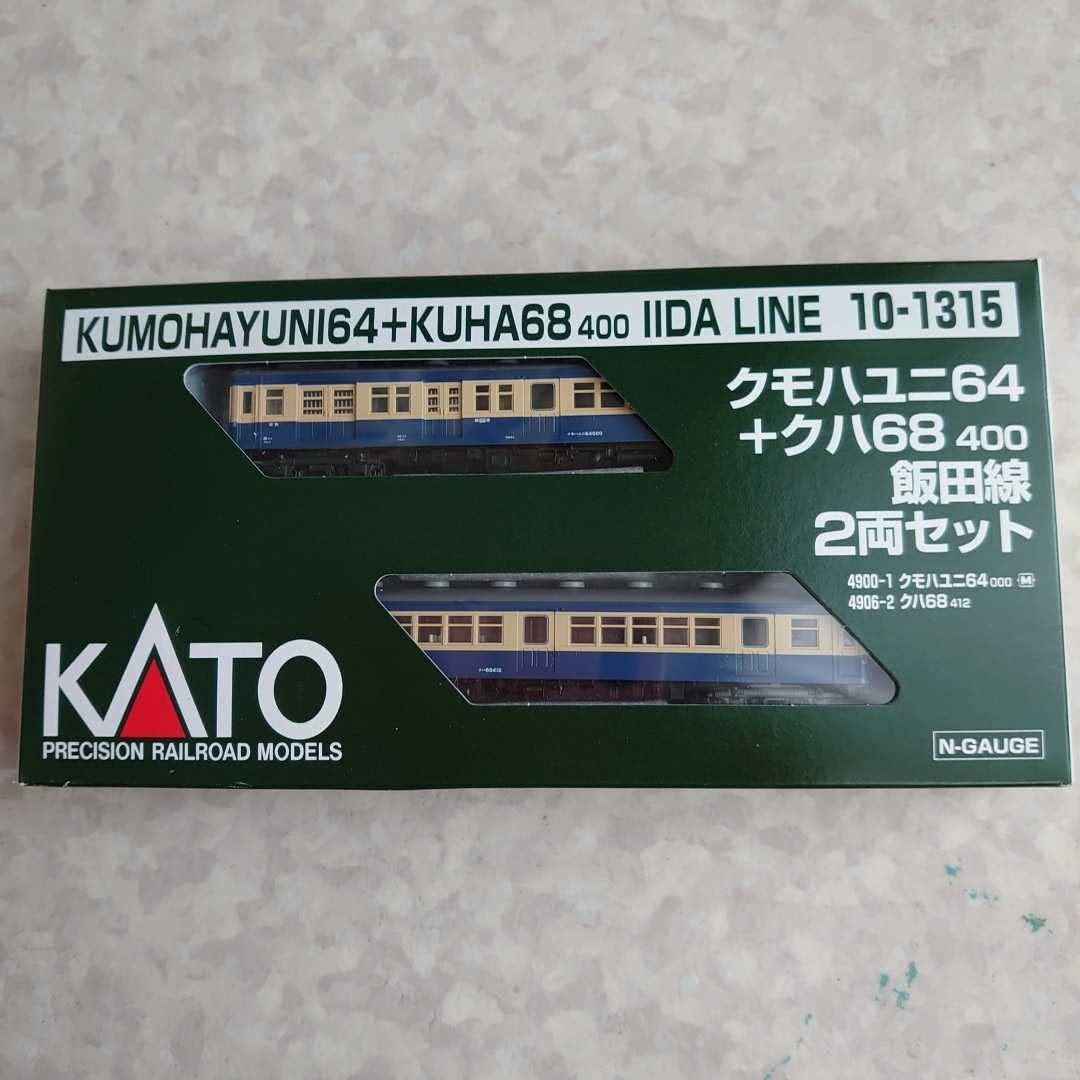 KUMOHAYUNI64+KUHA68 400 IIDA LINE 10-1315
クモハユニ64
+クハ68 400
飯田線
2両セット
4900-1 クモハユニ64 000 M
4906-2 クハ68 412
KATO
PRECISION RAILROAD MODELS
N-GAUGE